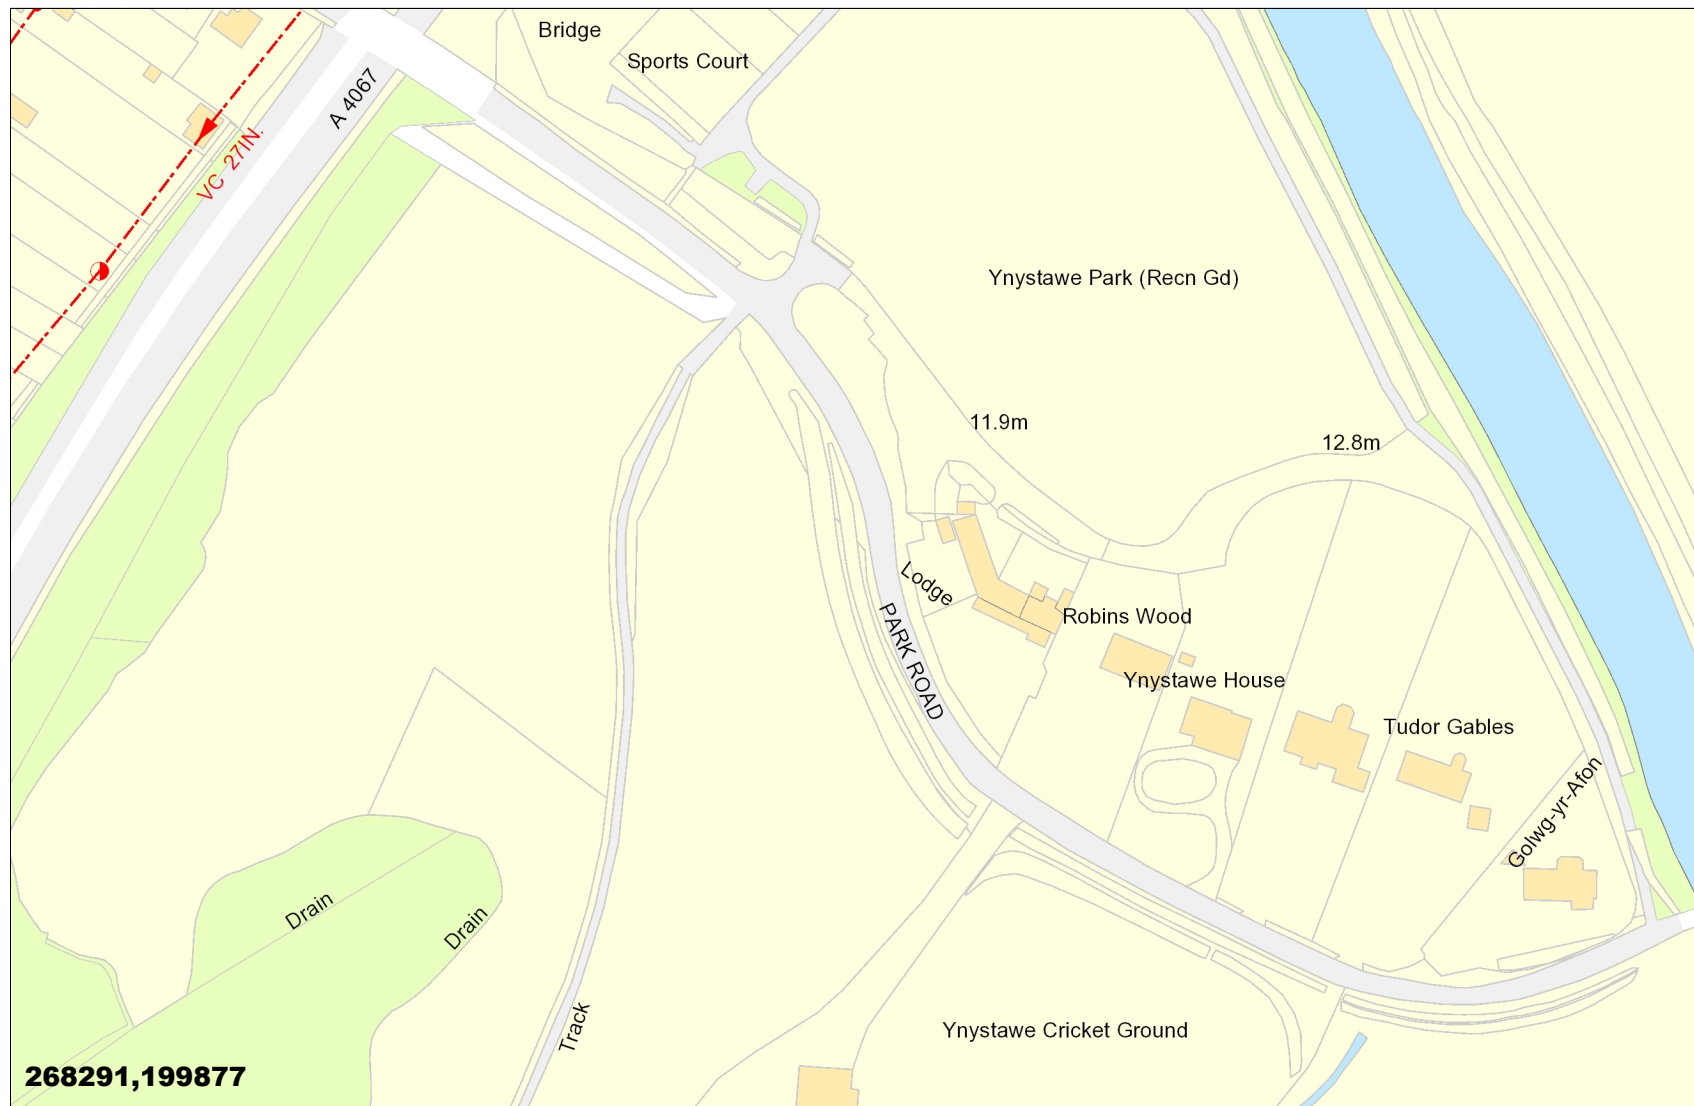 Bridge
Sports Court
A 4067
VC 27IN.
Ynystawe Park (Recn Gd)
11.9m
12.8m
Lodge
PARK ROAD
Robins Wood
Ynystawe House
Tudor Gables
Golwg-yr-Afon
Drain
Drain
Track
Ynystawe Cricket Ground
268291,199877